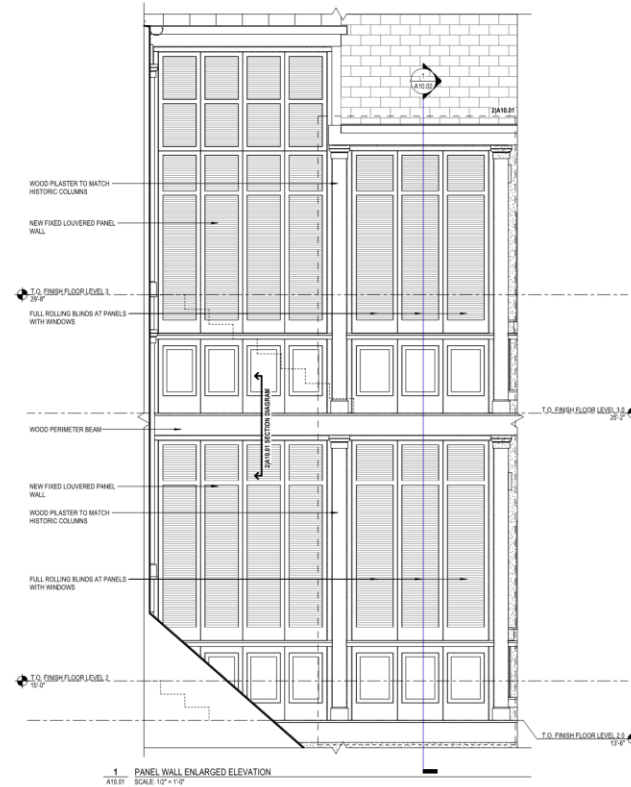 1
A10.02
2|A10.01
WOOD PILASTER TO MATCH
HISTORIC COLUMNS
NEW FIXED LOUVERED PANEL
WALL
T.O. FINISH FLOOR LEVEL 3
29'-8"
FULL ROLLING BLINDS AT PANELS
WITH WINDOWS
2|A10.01 SECTION DIAGRAM
T.O. FINISH FLOOR LEVEL 3.0
25'-2"
WOOD PERIMETER BEAM
NEW FIXED LOUVERED PANEL
WALL
WOOD PILASTER TO MATCH
HISTORIC COLUMNS
FULL ROLLING BLINDS AT PANELS
WITH WINDOWS
T.O. FINISH FLOOR LEVEL 2
15'-0"
T.O. FINISH FLOOR LEVEL 2.0
13'-6"
1 PANEL WALL ENLARGED ELEVATION
A10.01 SCALE: 1/2" = 1'-0"